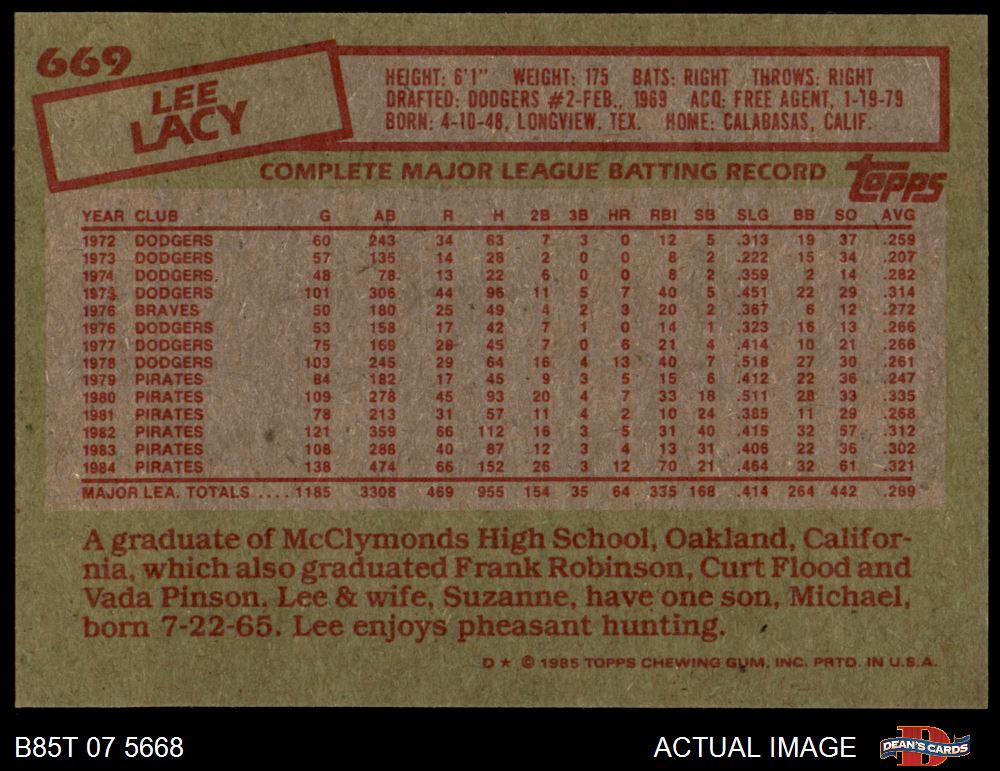 669
LEE
LACY
HEIGHT: 6'1" WEIGHT: 175 BATS: RIGHT THROWS: RIGHT
DRAFTED: DODGERS #2-FEB., 1969 ACQ: FREE AGENT, 1-19-79
BORN: 4-10-48, LONGVIEW, TEX. HOME: CALABASAS, CALIF.
COMPLETE MAJOR LEAGUE BATTING RECORD
Topps
YEAR CLUB G AB R H 2B 3B HR RBI SB SLG BB SO AVG
1972 DODGERS 60 243 34 63 7 3 0 12 5 .313 19 37 .259
1973 DODGERS 57 135 14 28 2 0 0 8 2 .222 15 34 .207
1974 DODGERS 48 78 13 22 6 0 0 8 2 .359 2 14 .282
1975 DODGERS 101 306 44 96 11 5 7 40 5 .451 22 29 .314
1976 BRAVES 50 180 25 49 4 2 3 20 2 .367 6 12 .272
1976 DODGERS 53 158 17 42 7 1 0 14 1 .323 16 13 .266
1977 DODGERS 75 169 28 45 7 0 6 21 4 .414 10 21 .266
1978 DODGERS 103 245 29 64 16 4 13 40 7 .518 27 30 .261
1979 PIRATES 84 182 17 45 9 3 5 15 6 .412 22 36 .247
1980 PIRATES 109 278 45 93 20 4 7 33 18 .511 28 33 .335
1981 PIRATES 78 213 31 57 11 4 2 10 24 .385 11 29 .268
1982 PIRATES 121 359 66 112 16 3 5 31 40 .415 32 57 .312
1983 PIRATES 108 288 40 87 12 3 4 13 31 .406 22 36 .302
1984 PIRATES 138 474 66 152 26 3 12 70 21 .464 32 61 .321
MAJOR LEA. TOTALS .... 1185 3308 469 955 154 35 64 335 168 .414 264 442 .289
A graduate of McClymonds High School, Oakland, Califor-
nia, which also graduated Frank Robinson, Curt Flood and
Vada Pinson. Lee & wife, Suzanne, have one son, Michael,
born 7-22-65. Lee enjoys pheasant hunting.
D ★ © 1985 TOPPS CHEWING GUM, INC. PRTD. IN U.S.A.
B85T 07 5668
ACTUAL IMAGE
DEAN'S CARDS